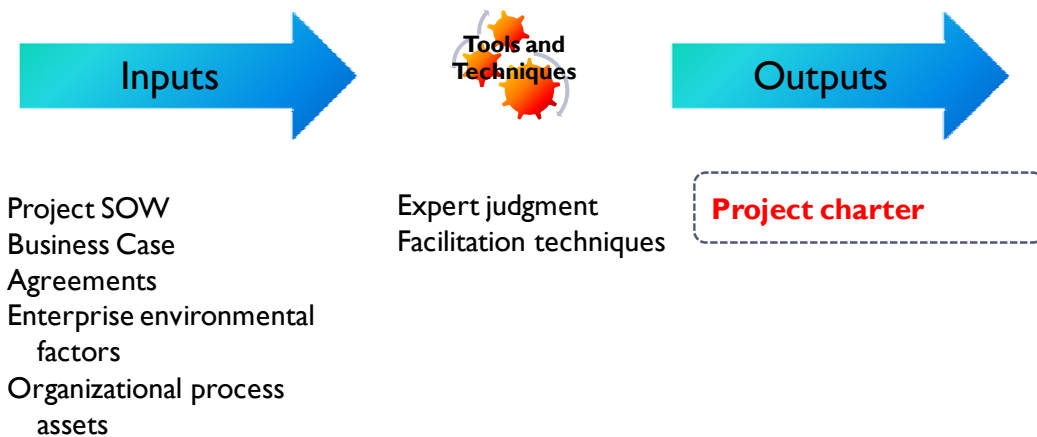 Inputs
Tools and
Techniques
Outputs
Project SOW
Business Case
Agreements
Enterprise environmental
factors
Organizational process
assets
Expert judgment
Facilitation techniques
Project charter